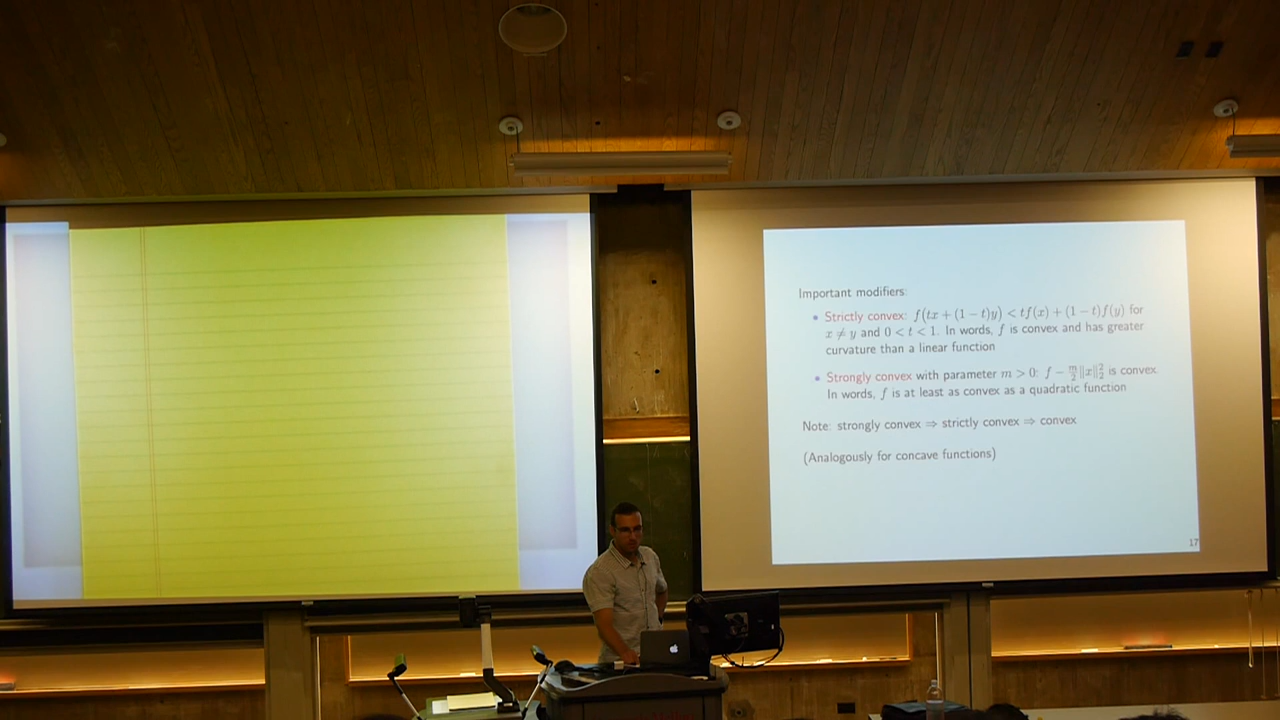 Important modifiers:
• Strictly convex: f(tx + (1 − t)y) < tf(x) + (1 − t)f(y) for
x ≠ y and 0 < t < 1. In words, f is convex and has greater
curvature than a linear function
• Strongly convex with parameter m > 0: f − m/2 ‖x‖₂² is convex.
In words, f is at least as convex as a quadratic function
Note: strongly convex ⇒ strictly convex ⇒ convex
(Analogously for concave functions)
17